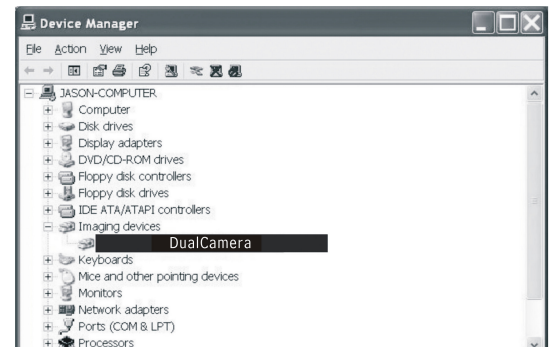 Device Manager
File Action View Help
JASON-COMPUTER
Computer
Disk drives
Display adapters
DVD/CD-ROM drives
Floppy disk controllers
Floppy disk drives
IDE ATA/ATAPI controllers
Imaging devices
DualCamera
Keyboards
Mice and other pointing devices
Monitors
Network adapters
Ports (COM & LPT)
Processors